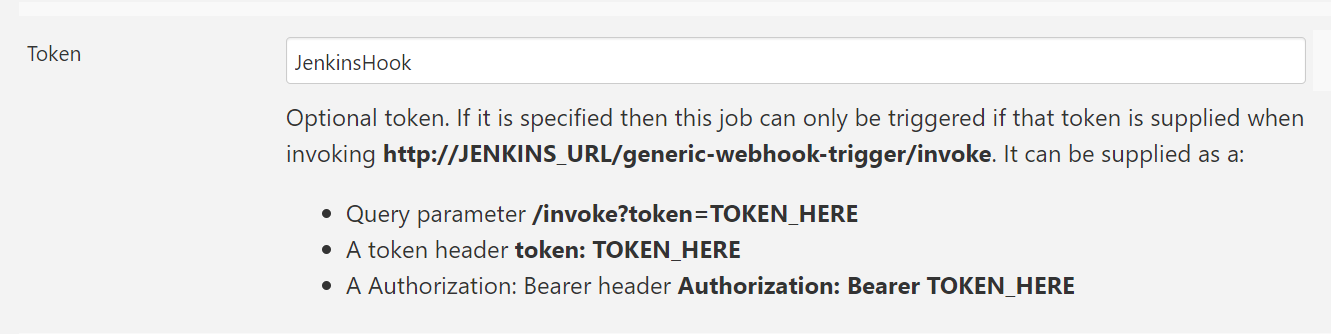 Token
JenkinsHook
Optional token. If it is specified then this job can only be triggered if that token is supplied when
invoking http://JENKINS_URL/generic-webhook-trigger/invoke. It can be supplied as a:
• Query parameter /invoke?token=TOKEN_HERE
• A token header token: TOKEN_HERE
• A Authorization: Bearer header Authorization: Bearer TOKEN_HERE